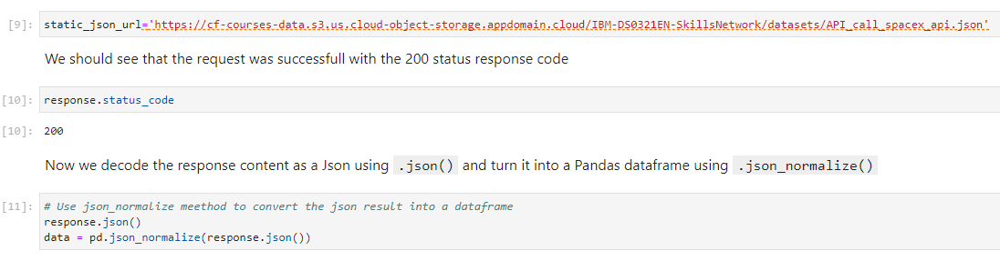 [9]: static_json_url='https://cf-courses-data.s3.us.cloud-object-storage.appdomain.cloud/IBM-DS0321EN-SkillsNetwork/datasets/API_call_spacex_api.json'
We should see that the request was successfull with the 200 status response code
[10]: response.status_code
[10]: 200
Now we decode the response content as a Json using .json() and turn it into a Pandas dataframe using .json_normalize()
[11]: # Use json_normalize meethod to convert the json result into a dataframe
response.json()
data = pd.json_normalize(response.json())